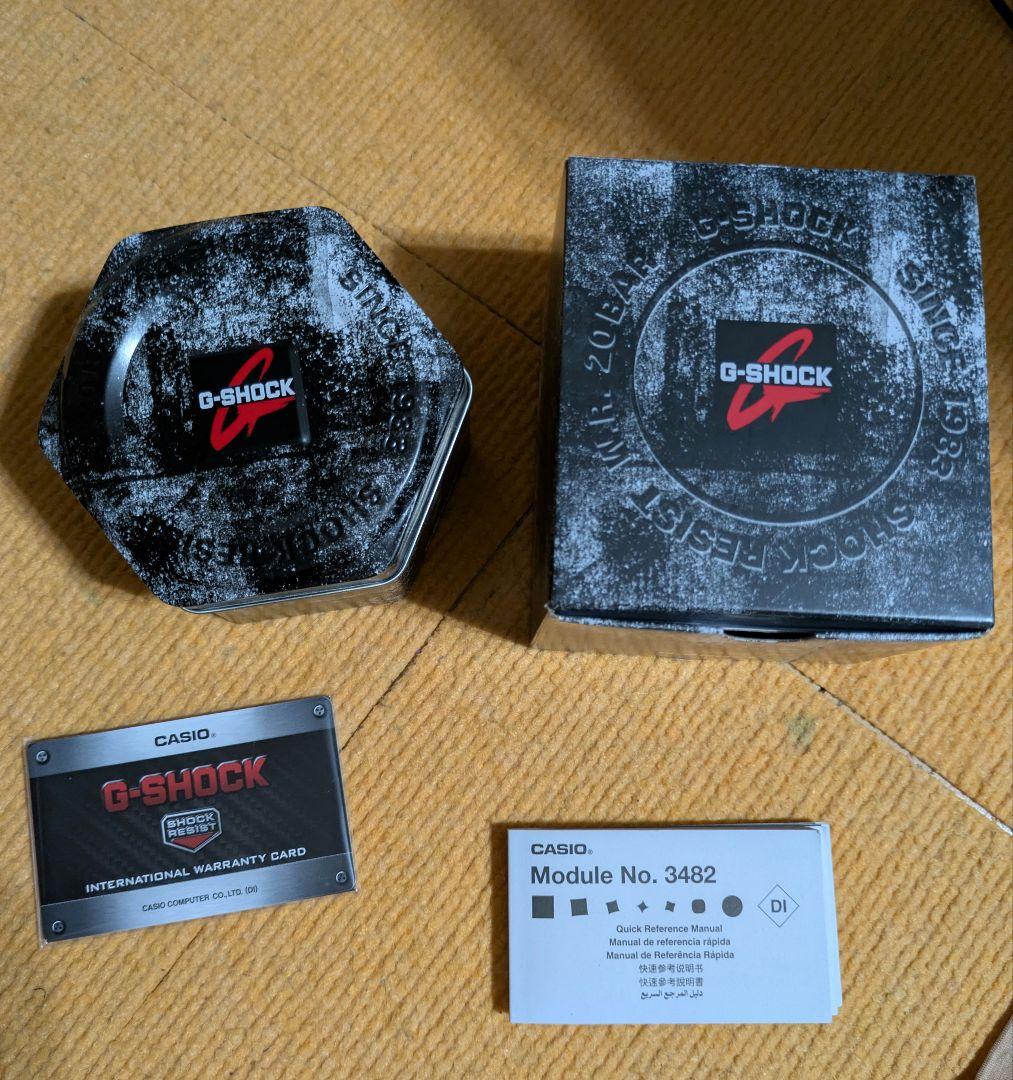 SINCE 1983
G-SHOCK
SHOCK RESIST
G-SHOCK
SINCE 1983
SHOCK RESIST
W.R. 20BAR
G-SHOCK
CASIO®
G-SHOCK
SHOCK
RESIST
INTERNATIONAL WARRANTY CARD
CASIO COMPUTER CO.,LTD. (DI)
CASIO®
Module No. 3482
DI
Quick Reference Manual
Manual de referencia rápida
Manual de Referência Rápida
快速参考说明书
快速參考說明書
دليل المرجع السريع